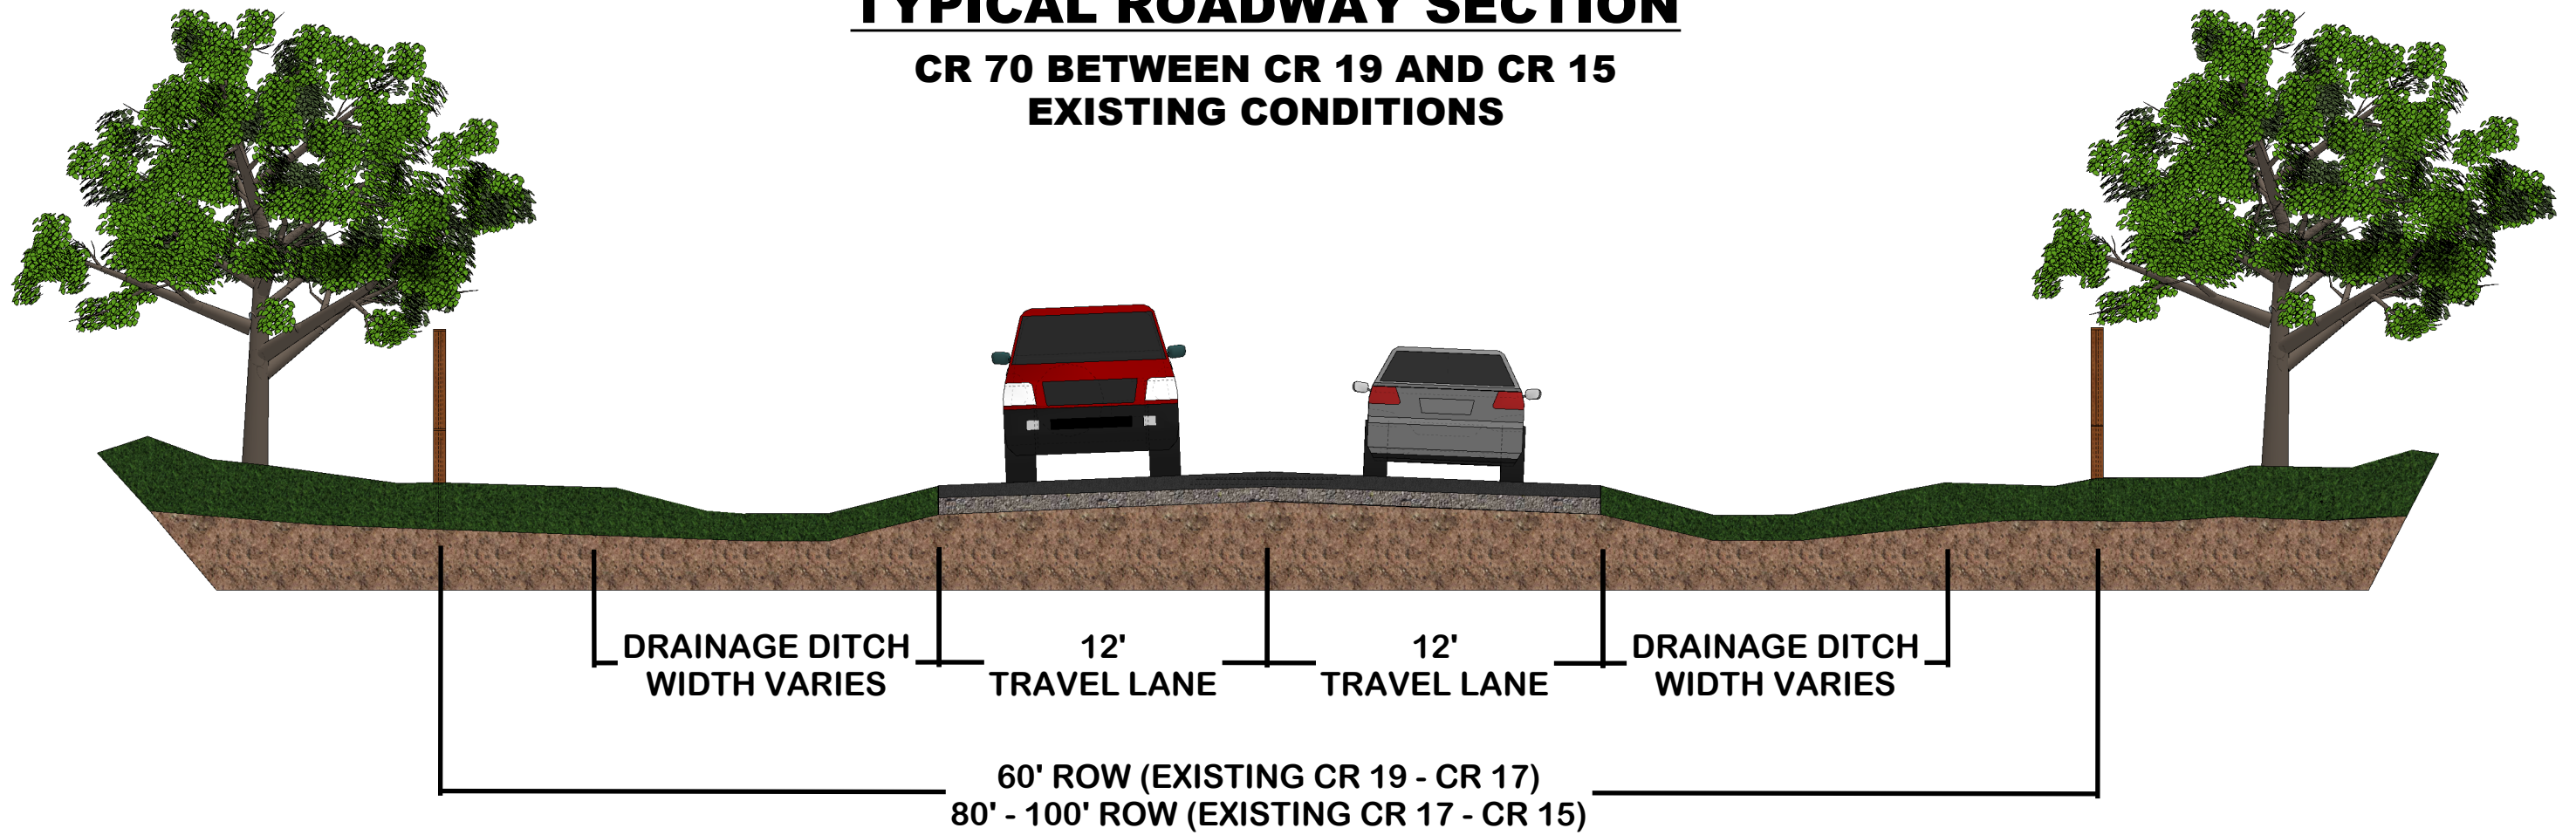 TYPICAL ROADWAY SECTION
CR 70 BETWEEN CR 19 AND CR 15
EXISTING CONDITIONS
DRAINAGE DITCH
WIDTH VARIES
12'
TRAVEL LANE
12'
TRAVEL LANE
DRAINAGE DITCH
WIDTH VARIES
60' ROW (EXISTING CR 19 - CR 17)
80' - 100' ROW (EXISTING CR 17 - CR 15)